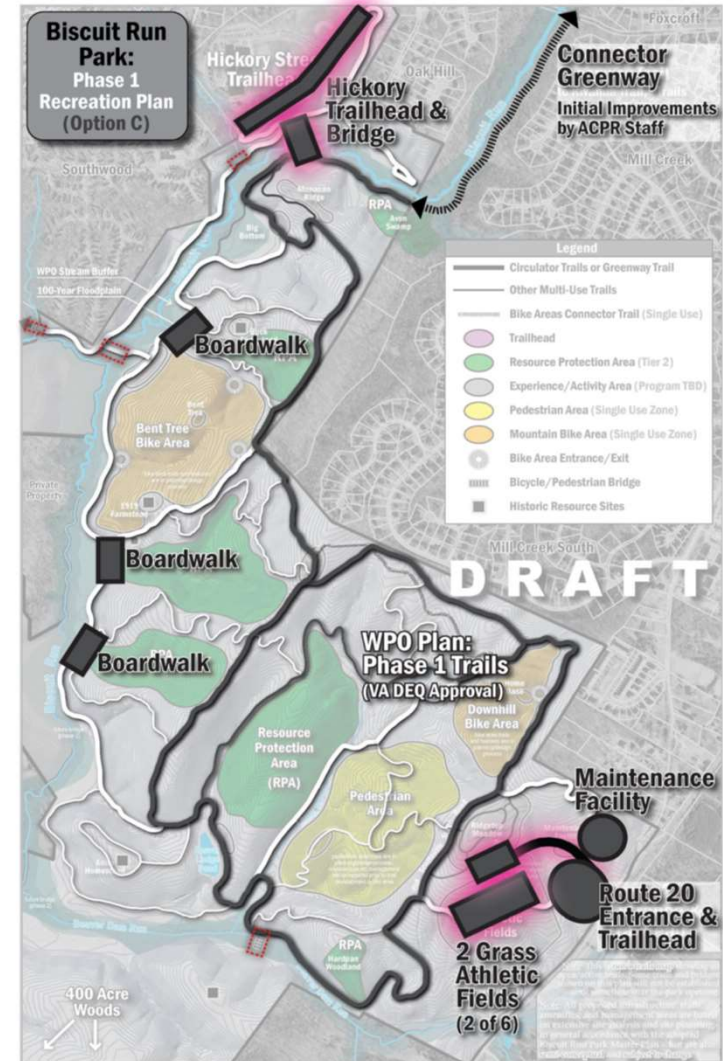 Biscuit Run
Park:
Phase 1
Recreation Plan
(Option C)
Hickory
Trailhead &
Bridge
Foxcroft
Connector
Greenway
Initial Improvements
by ACPR Staff
Oak Hill
Mill Creek
Southwood
RPA
Avon
Swamp
Big
Bottom
WPO Stream Buffer
100-Year Floodplain
Legend
Circulator Trails or Greenway Trail
Other Multi-Use Trails
Bike Areas Connector Trail (Single Use)
Trailhead
Resource Protection Area (Tier 2)
Experience/Activity Area (Program TBD)
Pedestrian Area (Single Use Zone)
Mountain Bike Area (Single Use Zone)
Bike Area Entrance/Exit
Bicycle/Pedestrian Bridge
Historic Resource Sites
Boardwalk
Bent
Tree
Bent Tree
Bike Area
Private
Property
Mill Creek South
DRAFT
Boardwalk
Boardwalk
WPO Plan:
Phase 1 Trails
(VA DEQ Approval)
Downhill
Bike Area
Resource
Protection
Area
(RPA)
Pedestrian
Area
Maintenance
Facility
Route 20
Entrance &
Trailhead
2 Grass
Athletic
Fields
(2 of 6)
RPA
Hardpan
Woodland
400 Acre
Woods